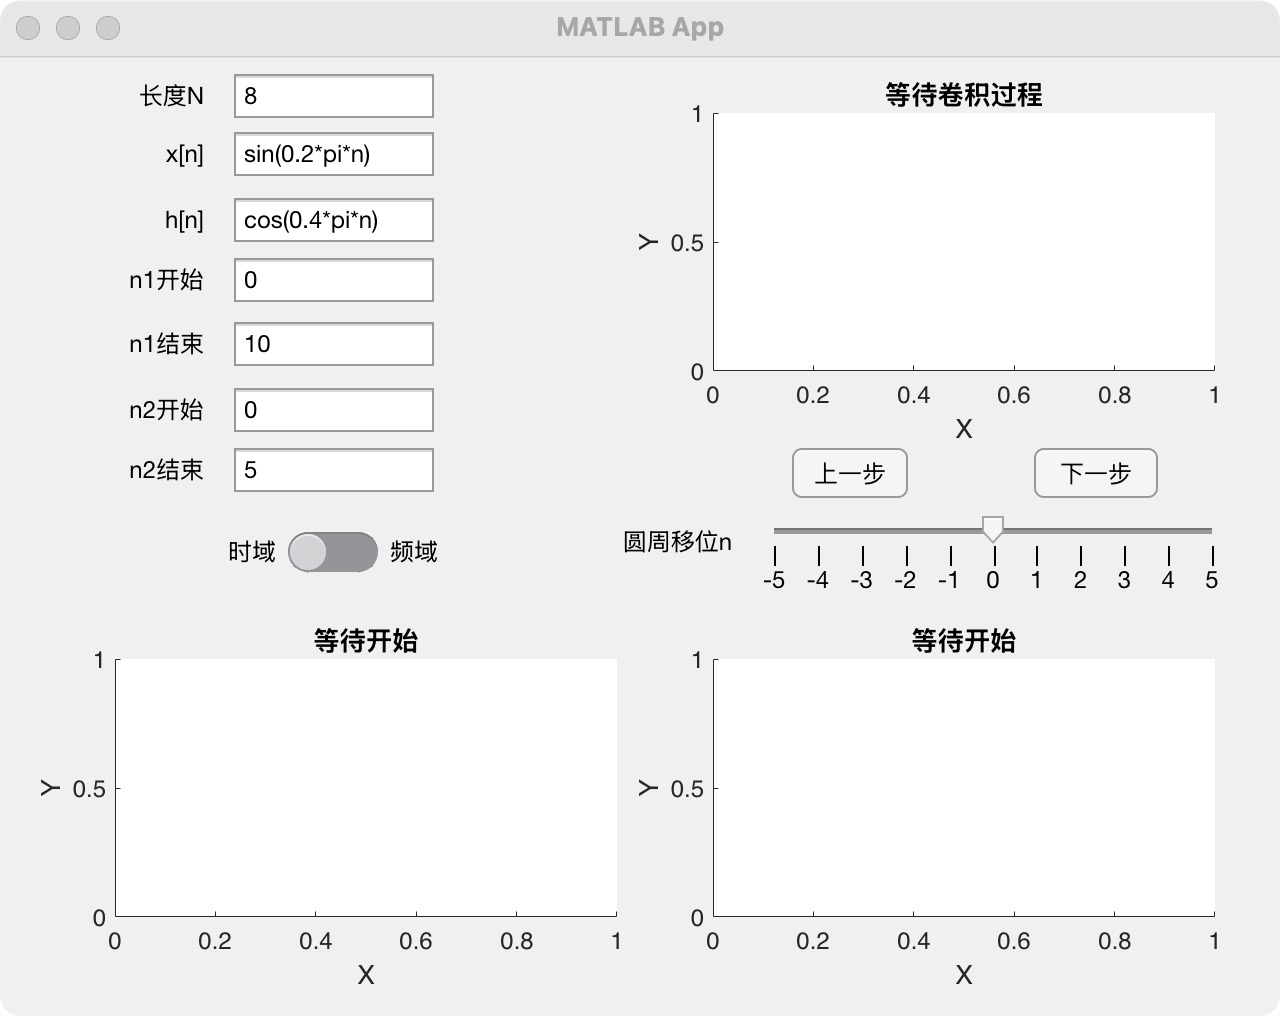 MATLAB App
长度N 8
x[n] sin(0.2*pi*n)
h[n] cos(0.4*pi*n)
n1开始 0
n1结束 10
n2开始 0
n2结束 5
时域 频域
等待卷积过程
1
Y 0.5
0
0 0.2 0.4 0.6 0.8 1
X
上一步 下一步
圆周移位n
-5 -4 -3 -2 -1 0 1 2 3 4 5
等待开始
1
Y 0.5
0
0 0.2 0.4 0.6 0.8 1
X
等待开始
1
Y 0.5
0
0 0.2 0.4 0.6 0.8 1
X